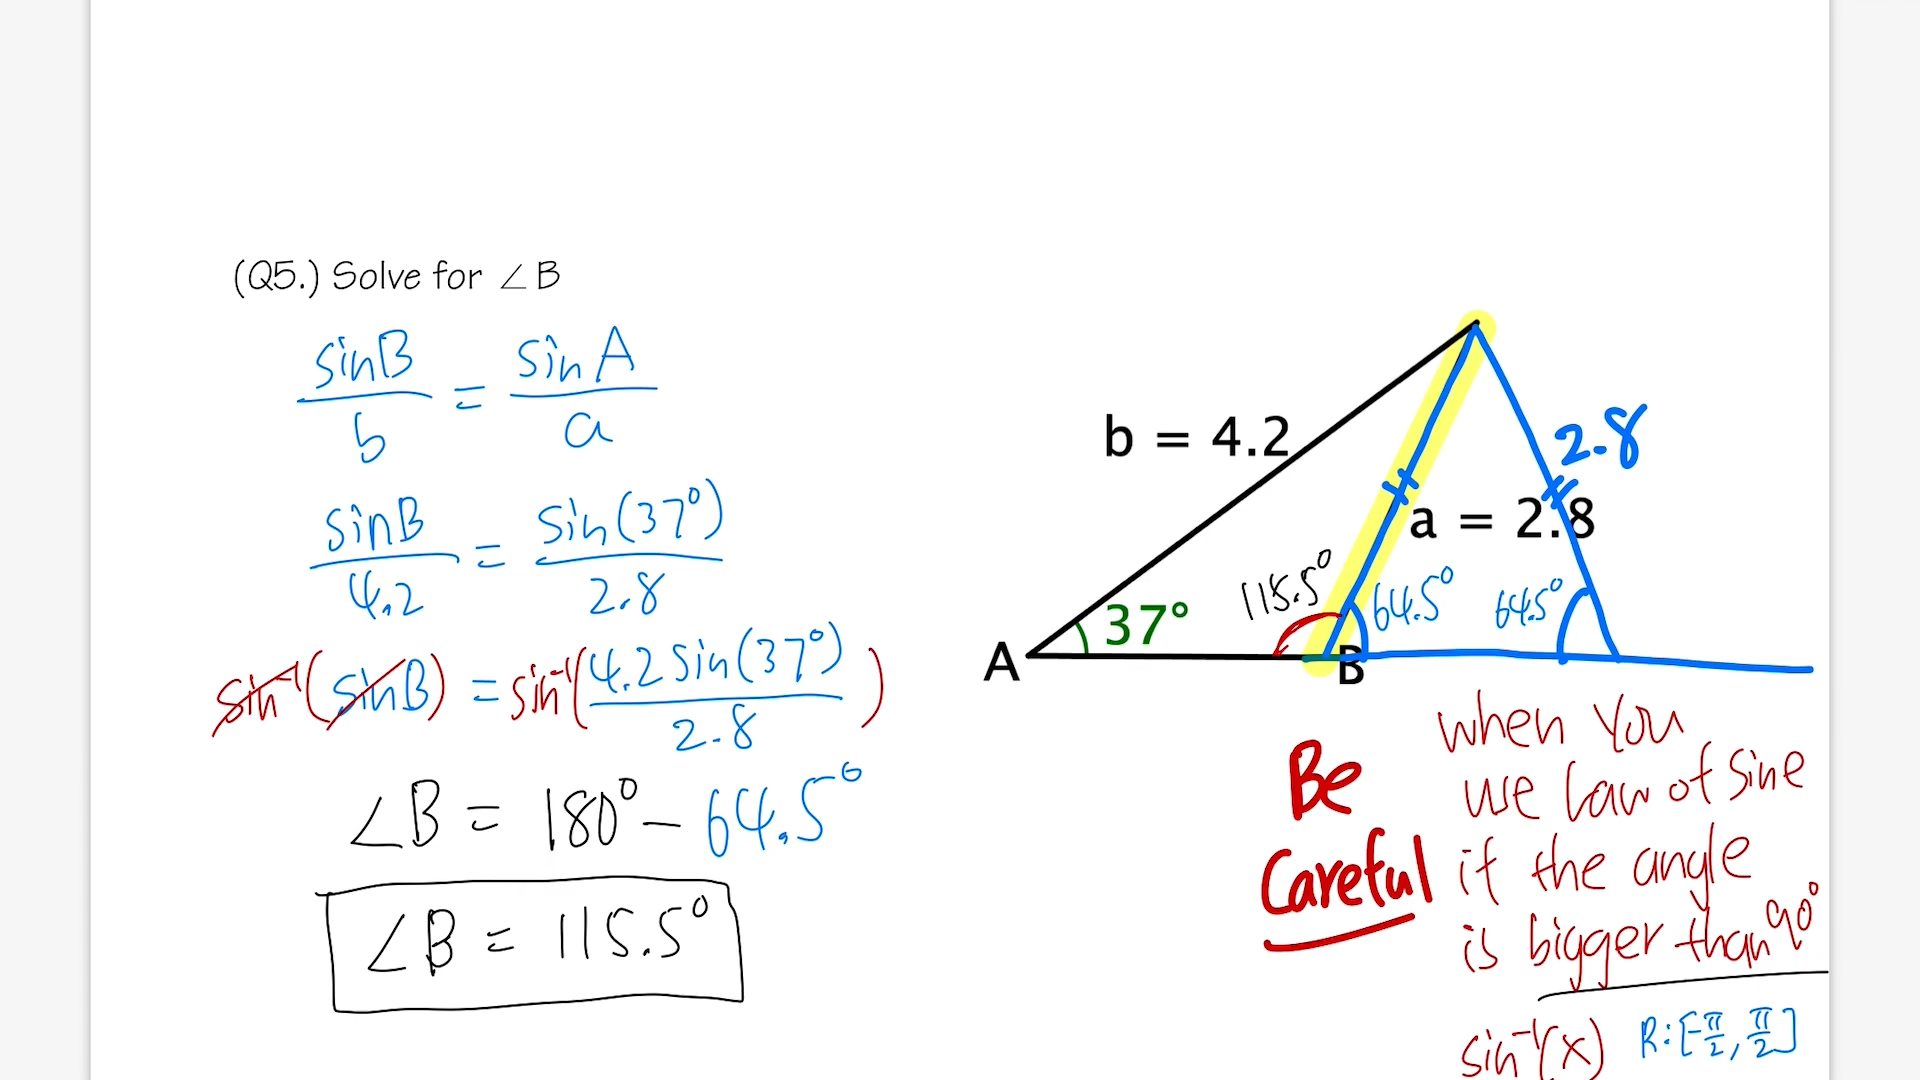 (Q5.) Solve for ∠B
sinB / b = sin A / a
sinB / 4.2 = sin(37°) / 2.8
sin⁻¹(sinB) = sin⁻¹(4.2 sin(37°) / 2.8)
∠B = 180° - 64.5°
∠B = 115.5°
b = 4.2
2.8
a = 2.8
115.5°
64.5°
64.5°
37°
A
B
Be
Careful
when you
use Law of Sine
if the angle
is bigger than 90°
sin⁻¹(x) R:[-π/2, π/2]